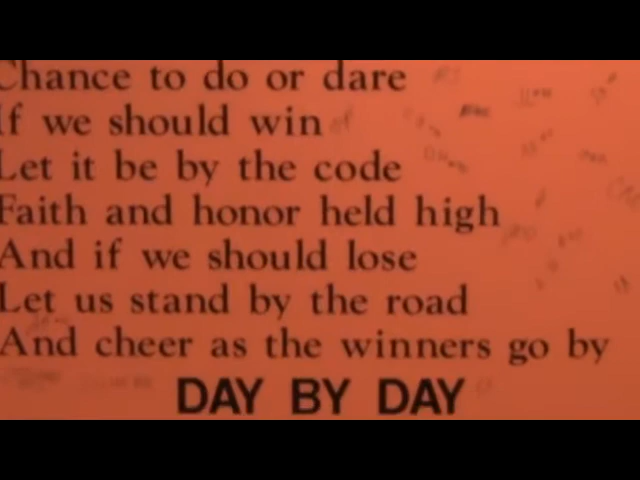 Chance to do or dare
If we should win
Let it be by the code
Faith and honor held high
And if we should lose
Let us stand by the road
And cheer as the winners go by
DAY BY DAY